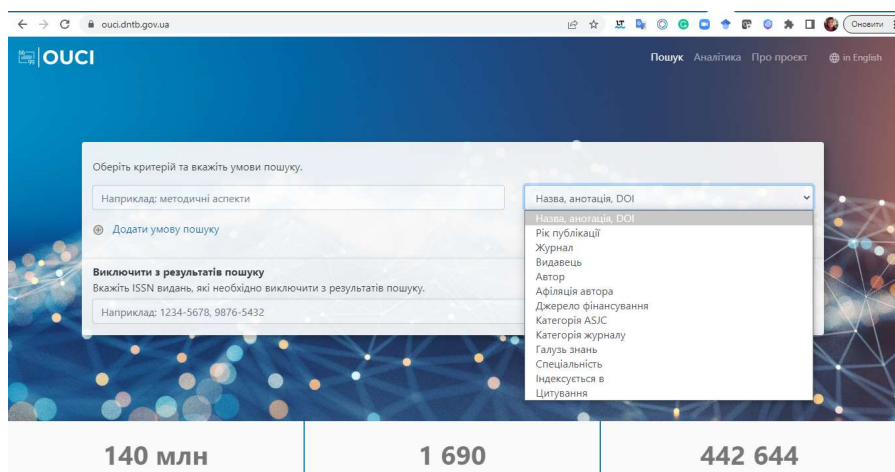 ouci.dntb.gov.ua
Оновити
OUCI
Пошук Аналітика Про проєкт in English
Оберіть критерій та вкажіть умови пошуку.
Наприклад: методичні аспекти
Назва, анотація, DOI
Назва, анотація, DOI
Додати умову пошуку
Рік публікації
Журнал
Видавець
Автор
Афіляція автора
Джерело фінансування
Категорія ASJC
Категорія журналу
Галузь знань
Спеціальність
Індексується в
Цитування
Виключити з результатів пошуку
Вкажіть ISSN видань, які необхідно виключити з результатів пошуку.
Наприклад: 1234-5678, 9876-5432
140 млн
1 690
442 644